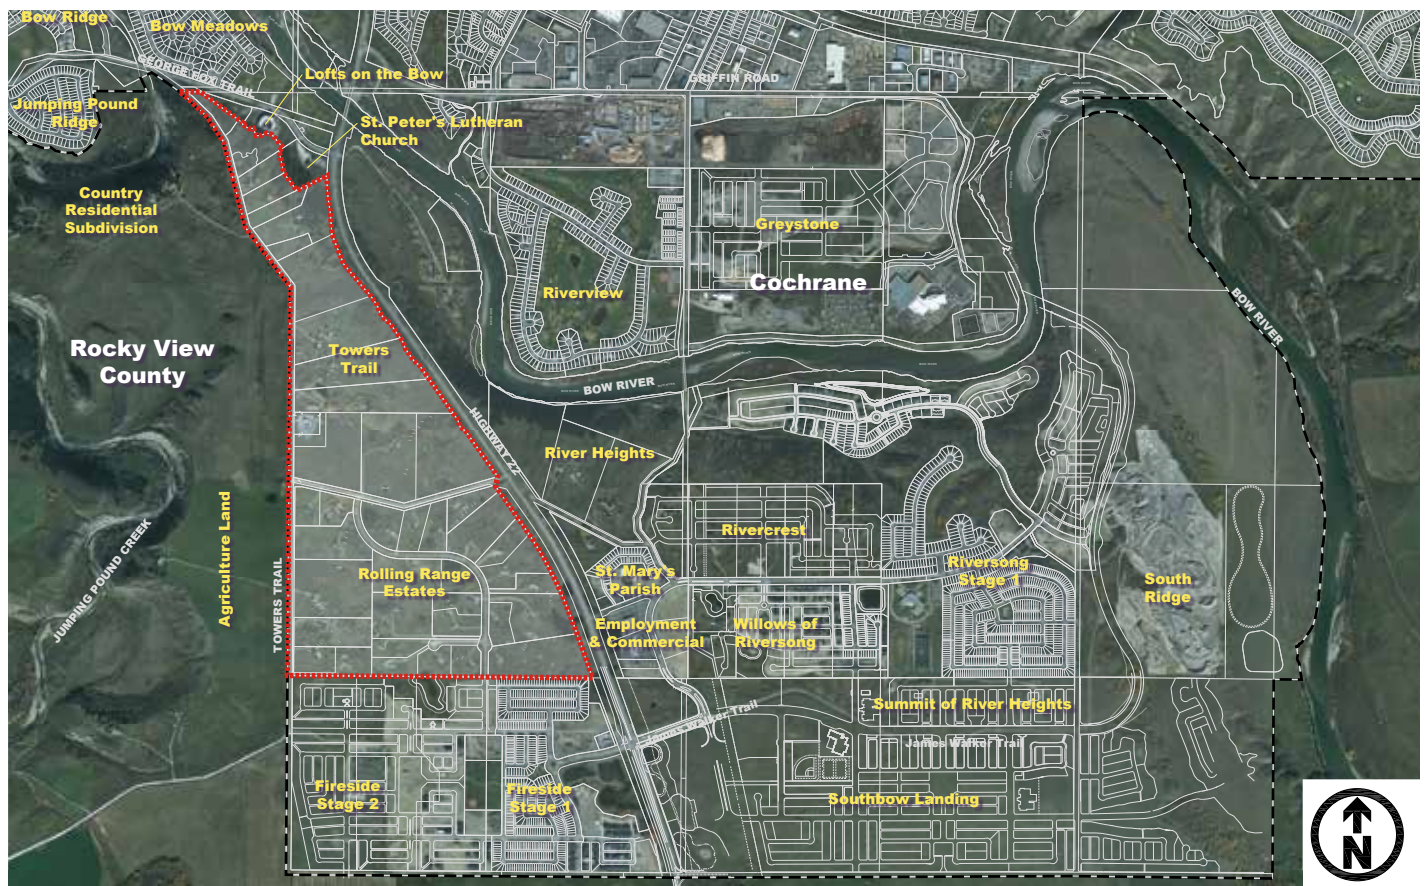 Bow Ridge
Bow Meadows
GEORGE FOX TRAIL
Lofts on the Bow
GRIFFIN ROAD
Jumping Pound
Ridge
St. Peter's Lutheran
Church
Country
Residential
Subdivision
Greystone
Cochrane
Riverview
BOW RIVER
Rocky View
County
Towers
Trail
BOW RIVER
HIGHWAY 22
River Heights
Agriculture Land
JUMPING POUND CREEK
TOWERS TRAIL
Rivercrest
Rolling Range
Estates
St. Mary's
Parish
Riversong
Stage 1
South
Ridge
Employment
& Commercial
Willows of
Riversong
Summit of River Heights
James Walker Trail
James Walker Trail
Fireside
Stage 2
Fireside
Stage 1
Southbow Landing
N